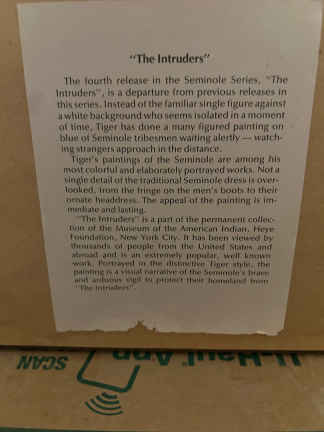 "The Intruders"
The fourth release in the Seminole Series, "The
Intruders", is a departure from previous releases in
this series. Instead of the familiar single figure against
a white background who seems isolated in a moment
of time, Tiger has done a many figured painting on
blue of Seminole tribesmen waiting alertly — watch-
ing strangers approach in the distance.
Tiger's paintings of the Seminole are among his
most colorful and elaborately portrayed works. Not a
single detail of the traditional Seminole dress is over-
looked, from the fringe on the men's boots to their
ornate headdress. The appeal of the painting is im-
mediate and lasting.
"The Intruders" is a part of the permanent collec-
tion of the Museum of the American Indian, Heye
Foundation, New York City. It has been viewed by
thousands of people from the United States and
abroad and is an extremely popular, well known
work. Portrayed in the distinctive Tiger style, the
painting is a visual narrative of the Seminole's brave
and arduous vigil to protect their homeland from
"The Intruders".
U-Haul App
SCAN